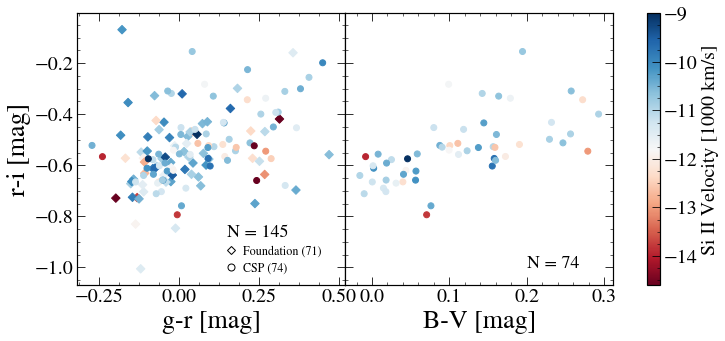 r-i [mag]
−0.2
−0.4
−0.6
−0.8
−1.0
N = 145
Foundation (71)
CSP (74)
−0.25
0.00
0.25
0.50
g-r [mag]
N = 74
0.0
0.1
0.2
0.3
B-V [mag]
−9
−10
−11
−12
−13
−14
Si II Velocity [1000 km/s]